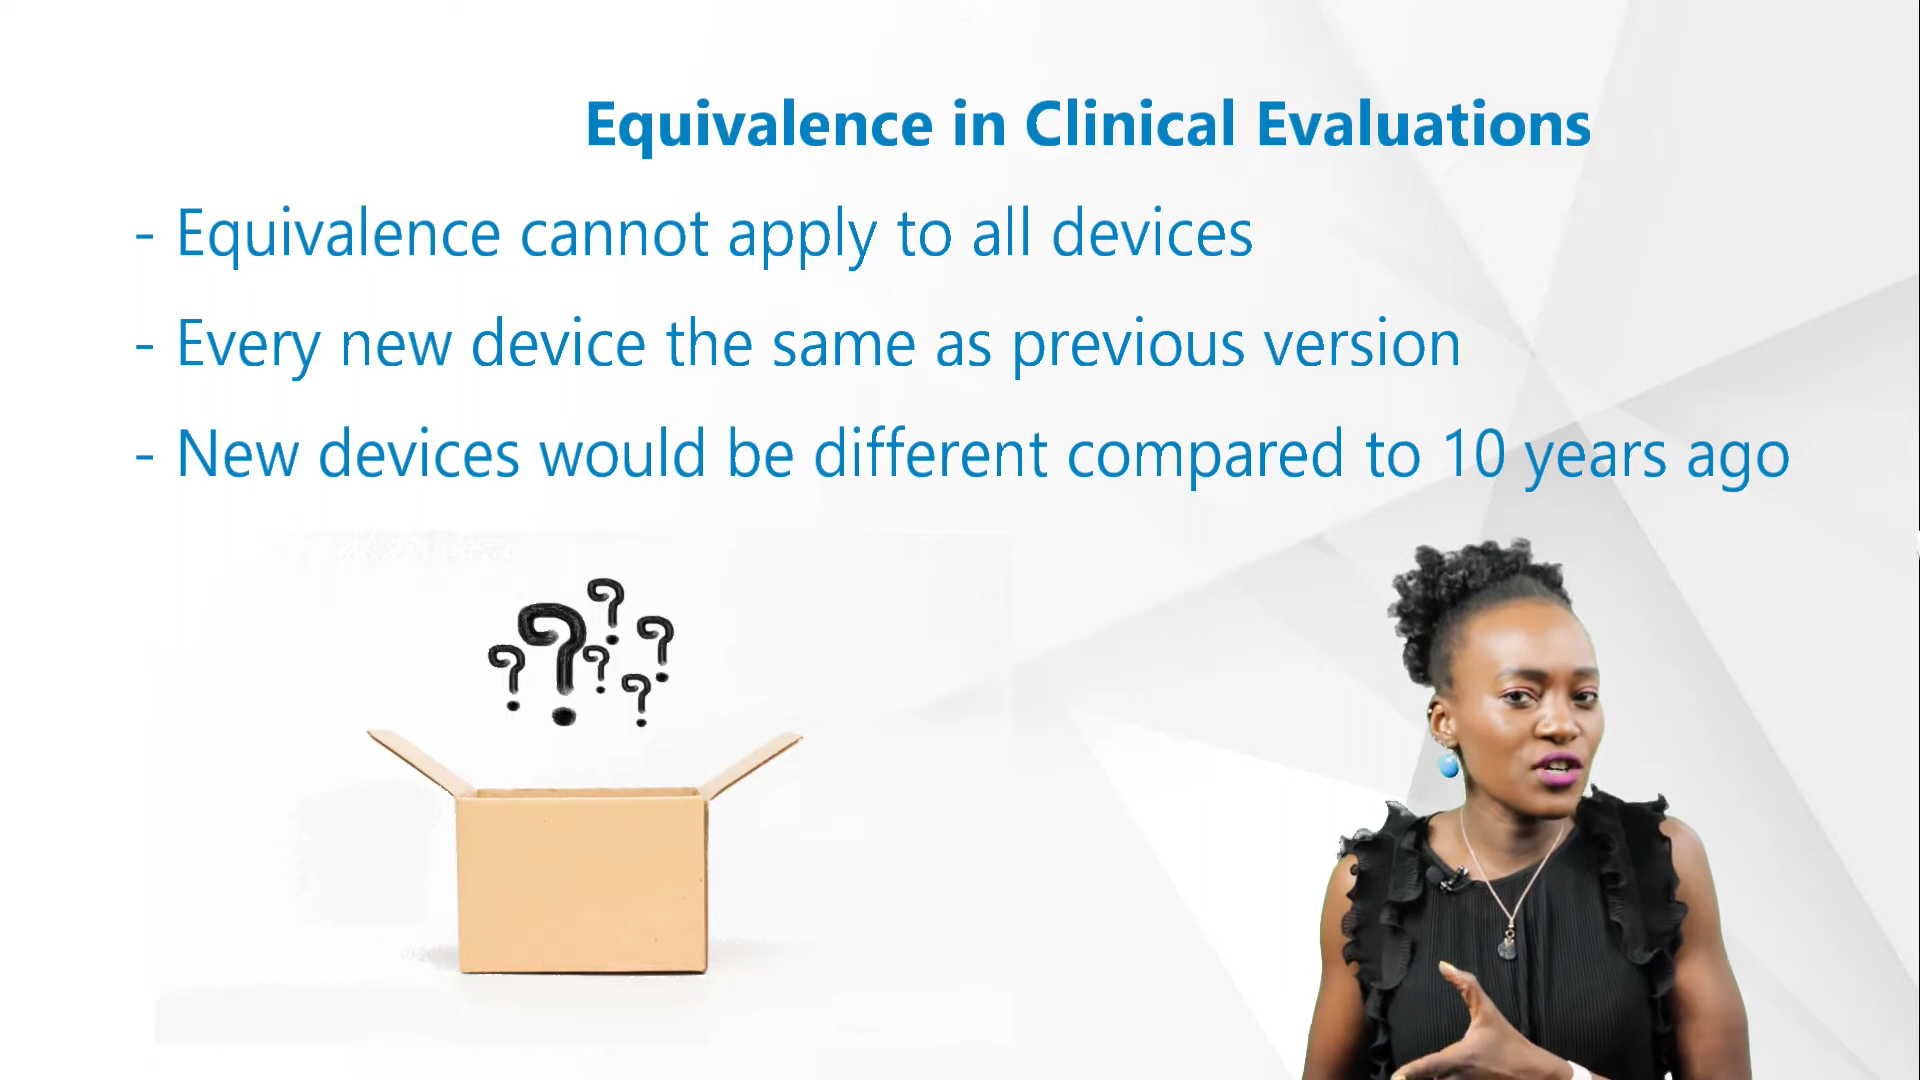 Equivalence in Clinical Evaluations
- Equivalence cannot apply to all devices
- Every new device the same as previous version
- New devices would be different compared to 10 years ago
? ? ? ? ? ?